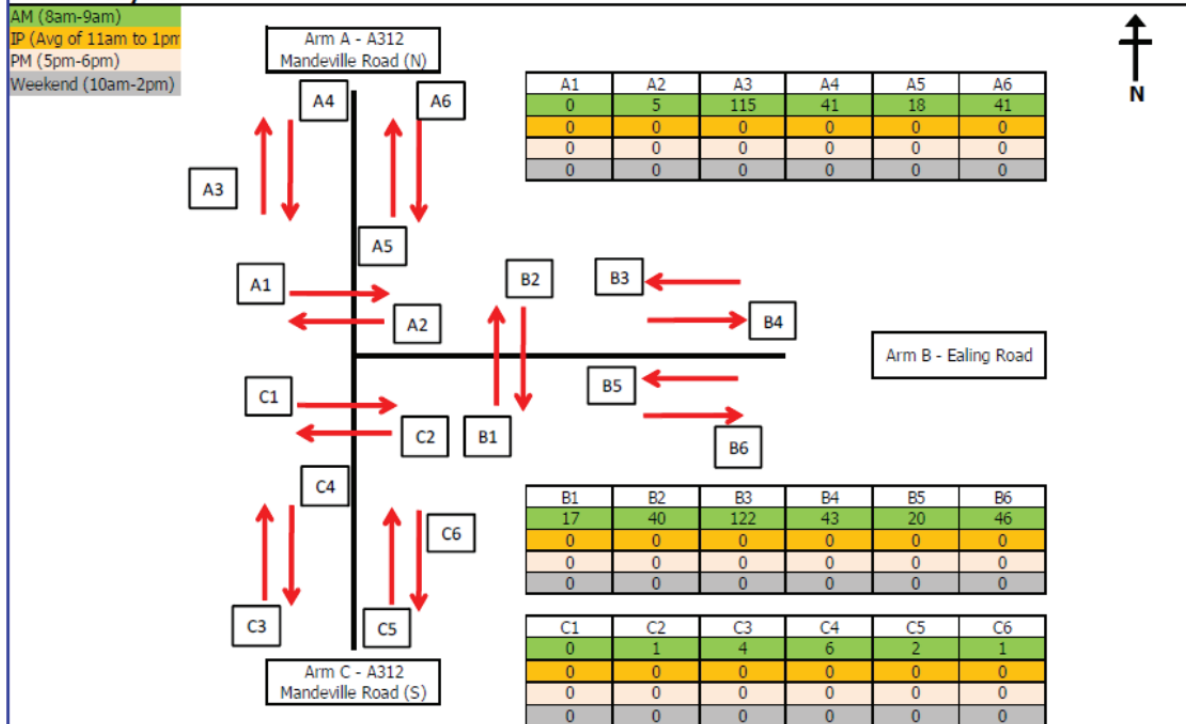 AM (8am-9am)
IP (Avg of 11am to 1pm
PM (5pm-6pm)
Weekend (10am-2pm)
Arm A - A312
Mandeville Road (N)
N
A4
A6
A3
A5
A1
A2
A1 A2 A3 A4 A5 A6
0 5 115 41 18 41
0 0 0 0 0 0
0 0 0 0 0 0
0 0 0 0 0 0
B2
B3
B4
Arm B - Ealing Road
C1
C2
B1
B5
B6
C4
C6
C3
C5
B1 B2 B3 B4 B5 B6
17 40 122 43 20 46
0 0 0 0 0 0
0 0 0 0 0 0
0 0 0 0 0 0
Arm C - A312
Mandeville Road (S)
C1 C2 C3 C4 C5 C6
0 1 4 6 2 1
0 0 0 0 0 0
0 0 0 0 0 0
0 0 0 0 0 0